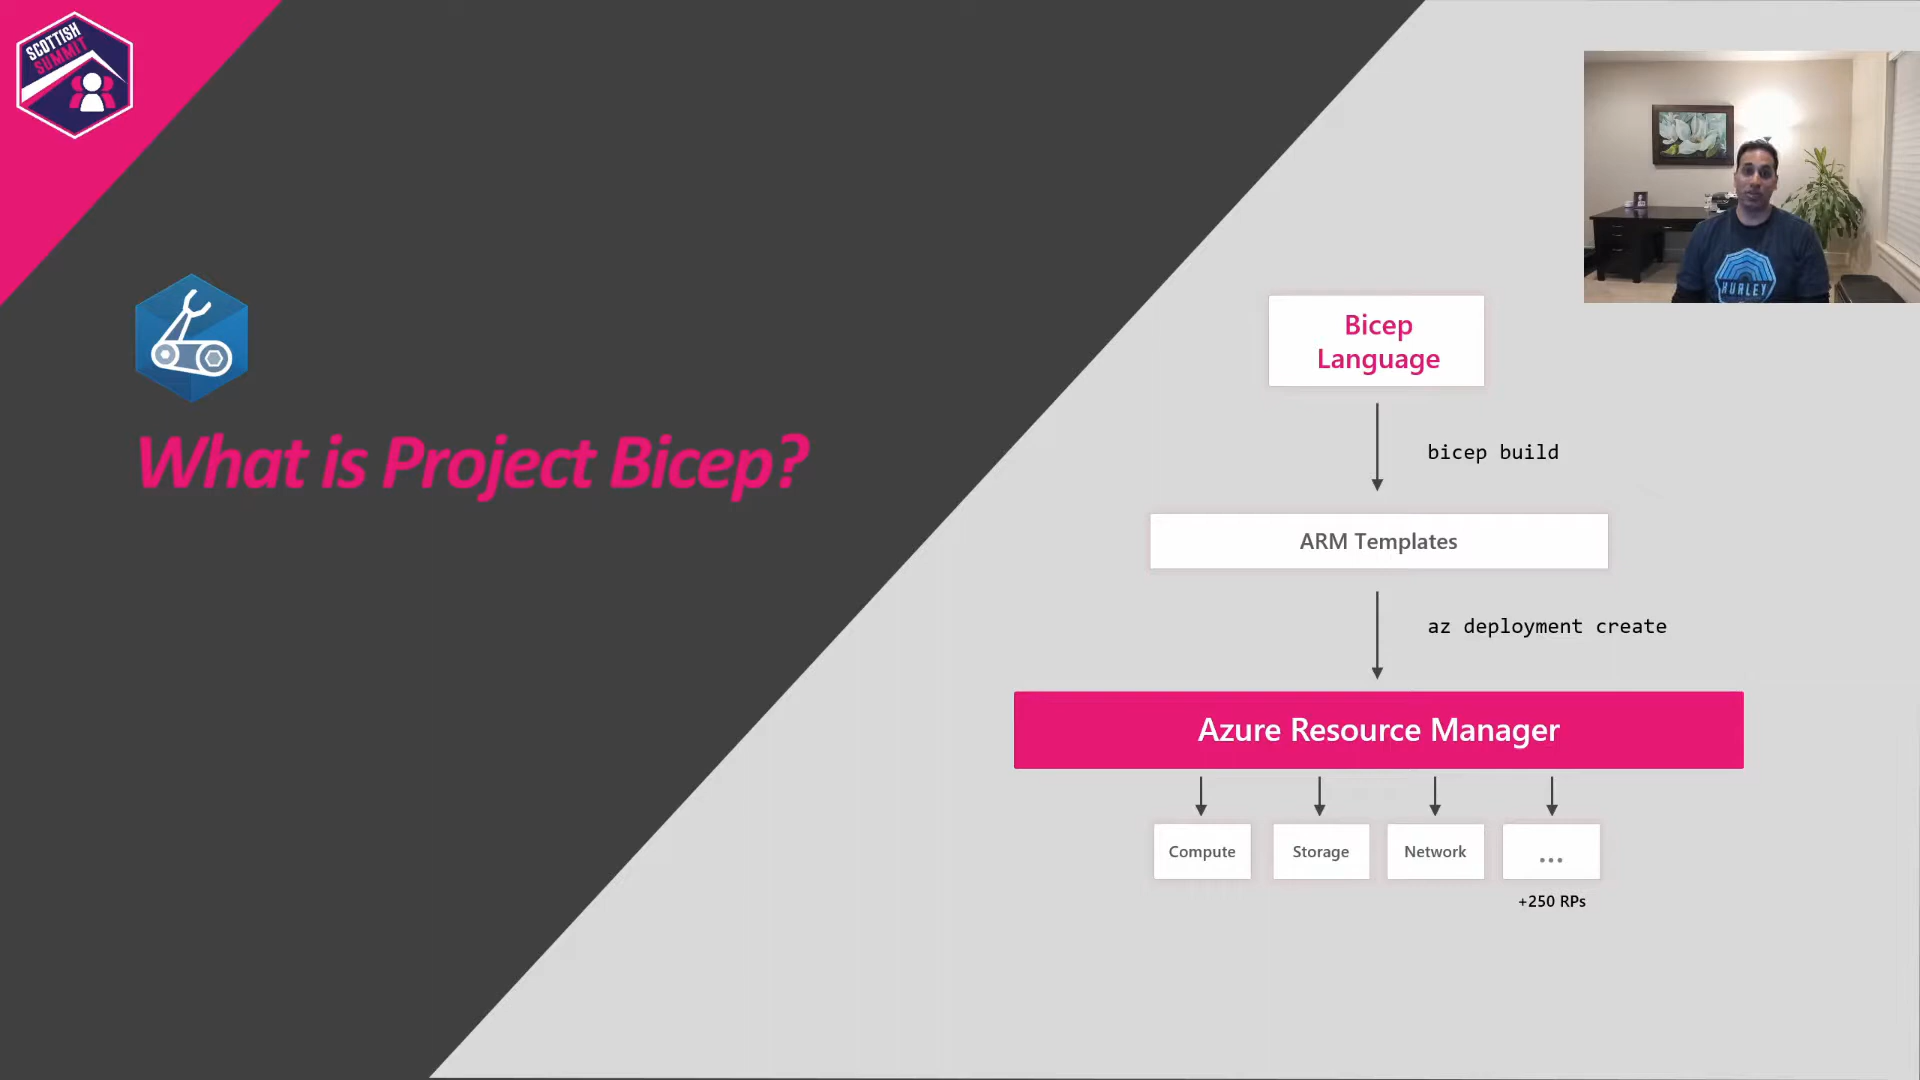 SCOTTISH
SUMMIT
What is Project Bicep?
HURLEY
Bicep
Language
bicep build
ARM Templates
az deployment create
Azure Resource Manager
Compute
Storage
Network
...
+250 RPs